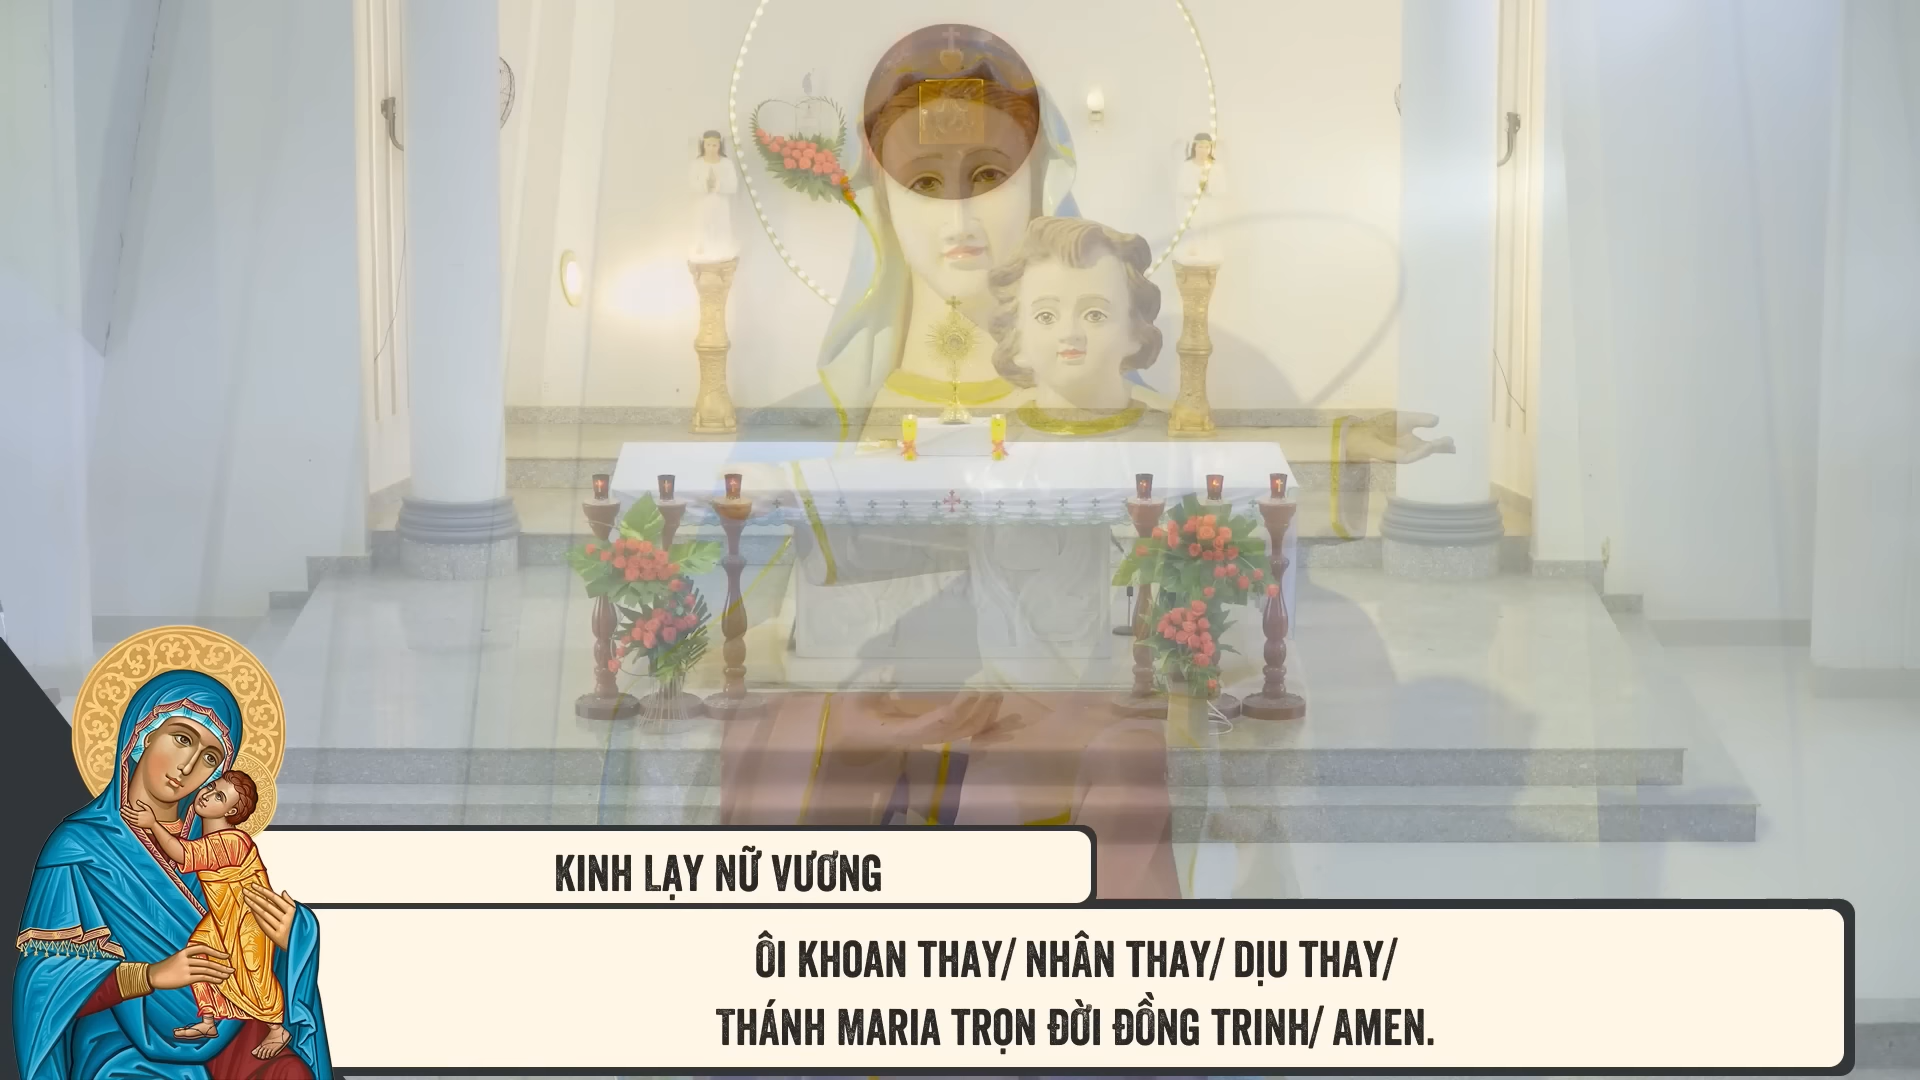 KINH LẠY NỮ VƯƠNG
ÔI KHOAN THAY/ NHÂN THAY/ DỊU THAY/
THÁNH MARIA TRỌN ĐỜI ĐỒNG TRINH/ AMEN.